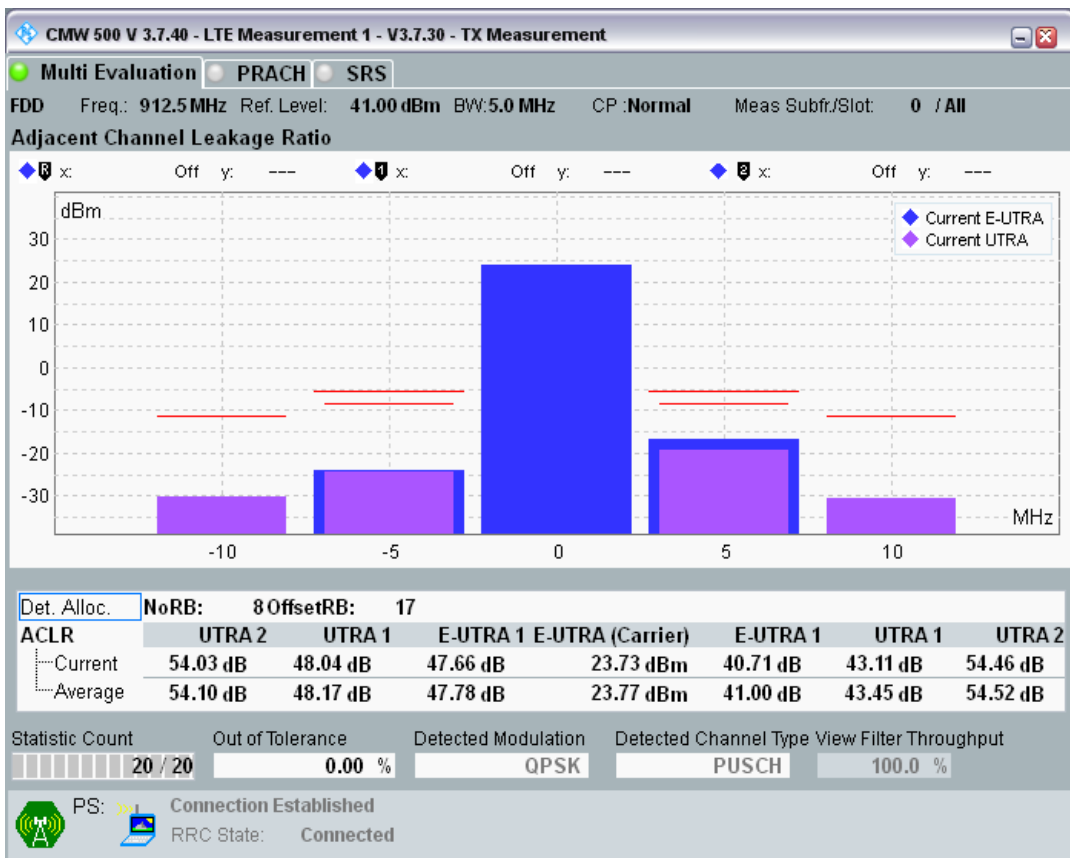 CMW 500 V 3.7.40 - LTE Measurement 1 - V3.7.30 - TX Measurement
Multi Evaluation PRACH SRS
FDD Freq.: 912.5 MHz Ref. Level: 41.00 dBm BW:5.0 MHz CP :Normal Meas Subfr./Slot: 0 / All
Adjacent Channel Leakage Ratio
R x: Off y: --- 1 x: Off y: --- 2 x: Off y: ---
dBm
Current E-UTRA
Current UTRA
30
20
10
0
-10
-20
-30
MHz
-10 -5 0 5 10
Det. Alloc. NoRB: 8 OffsetRB: 17
ACLR UTRA 2 UTRA 1 E-UTRA 1 E-UTRA (Carrier) E-UTRA 1 UTRA 1 UTRA 2
Current 54.03 dB 48.04 dB 47.66 dB 23.73 dBm 40.71 dB 43.11 dB 54.46 dB
Average 54.10 dB 48.17 dB 47.78 dB 23.77 dBm 41.00 dB 43.45 dB 54.52 dB
Statistic Count Out of Tolerance Detected Modulation Detected Channel Type View Filter Throughput
20 / 20 0.00 % QPSK PUSCH 100.0 %
PS: Connection Established
RRC State: Connected